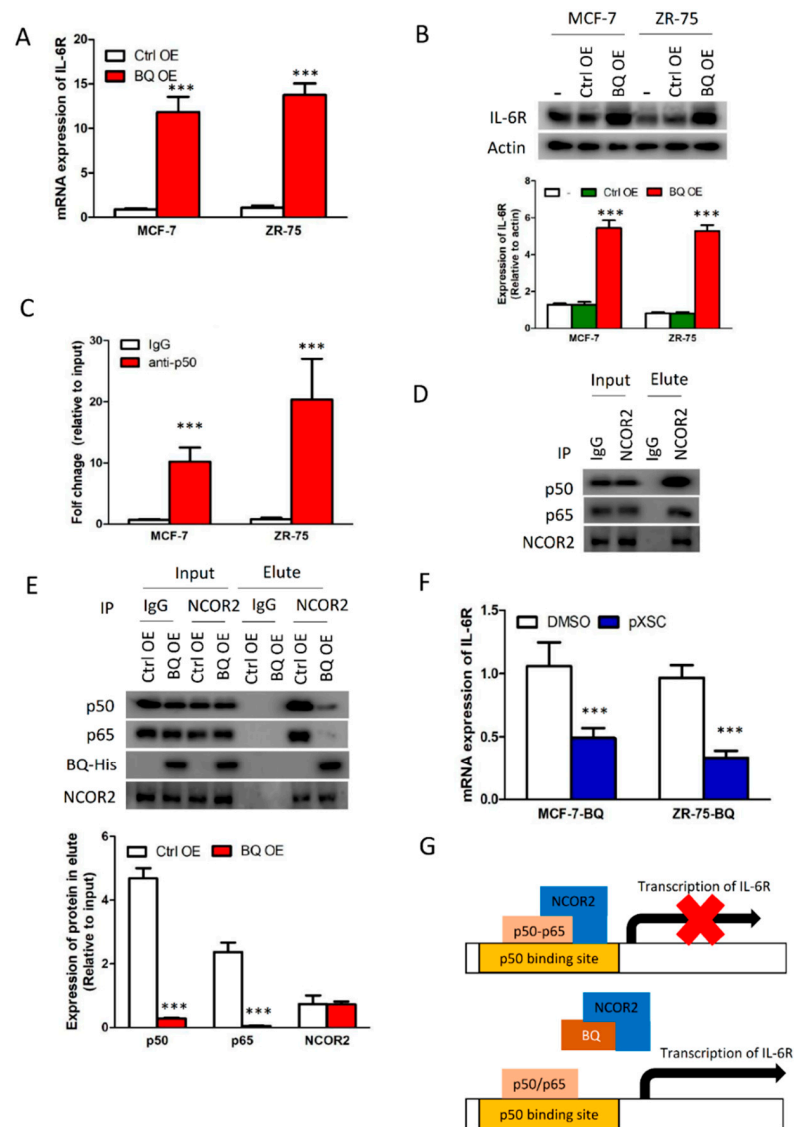 A
mRNA expression of IL-6R
20
15
10
5
0
Ctrl OE
BQ OE
***
***
MCF-7
ZR-75
B
MCF-7
ZR-75
-
Ctrl OE
BQ OE
-
Ctrl OE
BQ OE
IL-6R
Actin
-
Ctrl OE
BQ OE
Expression of IL-6R
(Relative to actin)
8
6
4
2
0
***
***
MCF-7
ZR-75
C
Folf chnage (relative to input)
30
20
10
0
IgG
anti-p50
***
***
MCF-7
ZR-75
D
Input
Elute
IP
IgG
NCOR2
IgG
NCOR2
p50
p65
NCOR2
E
Input
Elute
IP
IgG
NCOR2
IgG
NCOR2
Ctrl OE
BQ OE
Ctrl OE
BQ OE
Ctrl OE
BQ OE
Ctrl OE
BQ OE
p50
p65
BQ-His
NCOR2
Expression of protein in elute
(Relative to input)
6
4
2
0
Ctrl OE
BQ OE
***
***
p50
p65
NCOR2
F
mRNA expression of IL-6R
1.5
1.0
0.5
0.0
DMSO
pXSC
***
***
MCF-7-BQ
ZR-75-BQ
G
NCOR2
p50-p65
p50 binding site
Transcription of IL-6R
NCOR2
BQ
p50/p65
p50 binding site
Transcription of IL-6R